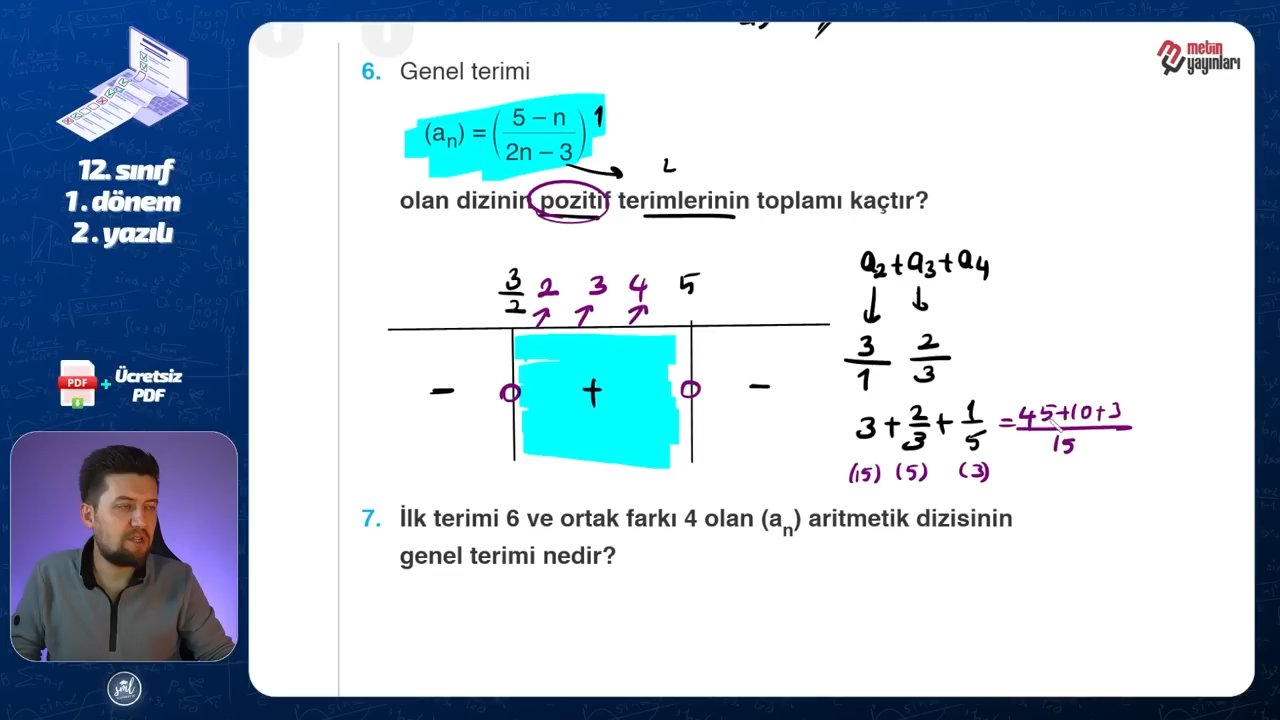 12. sınıf
1. dönem
2. yazılı
PDF + Ücretsiz PDF
sml
metin yayınları
6. Genel terimi
(aₙ) = ( (5 – n) / (2n – 3) ) 1
olan dizinin pozitif terimlerinin toplamı kaçtır?
3/2 2 3 4 5
– 0 + 0 –
a₂ + a₃ + a₄
3/1 2/3
3 + 2/3 + 1/5 = (45+10+3)/15
(15) (5) (3)
7. İlk terimi 6 ve ortak farkı 4 olan (aₙ) aritmetik dizisinin
genel terimi nedir?